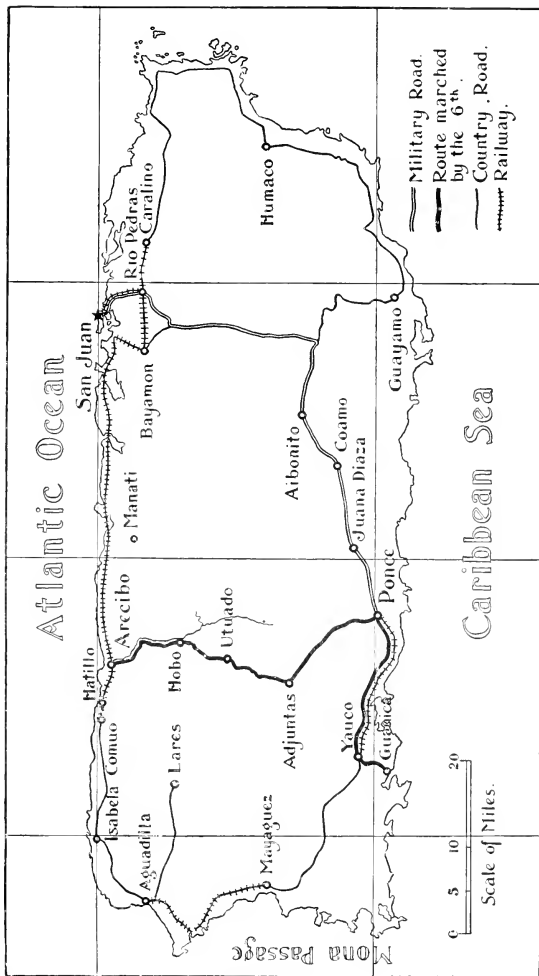 Atlantic Ocean
San Juan
Rio Pedras
Caralino
Bayamon
Manati
Hatillo
Arecibo
Isabela
Comuo
Aguadilla
Lares
Hobo
Utuado
Adjuntas
Mayaguez
Yauco
Guanica
Ponce
Juana Diaza
Coamo
Aibonito
Guayamo
Humaco
Mona Passage
Caribbean Sea
0 5 10 20
Scale of Miles.
Military Road.
Route marched
by the 6th.
Country Road.
Railway.